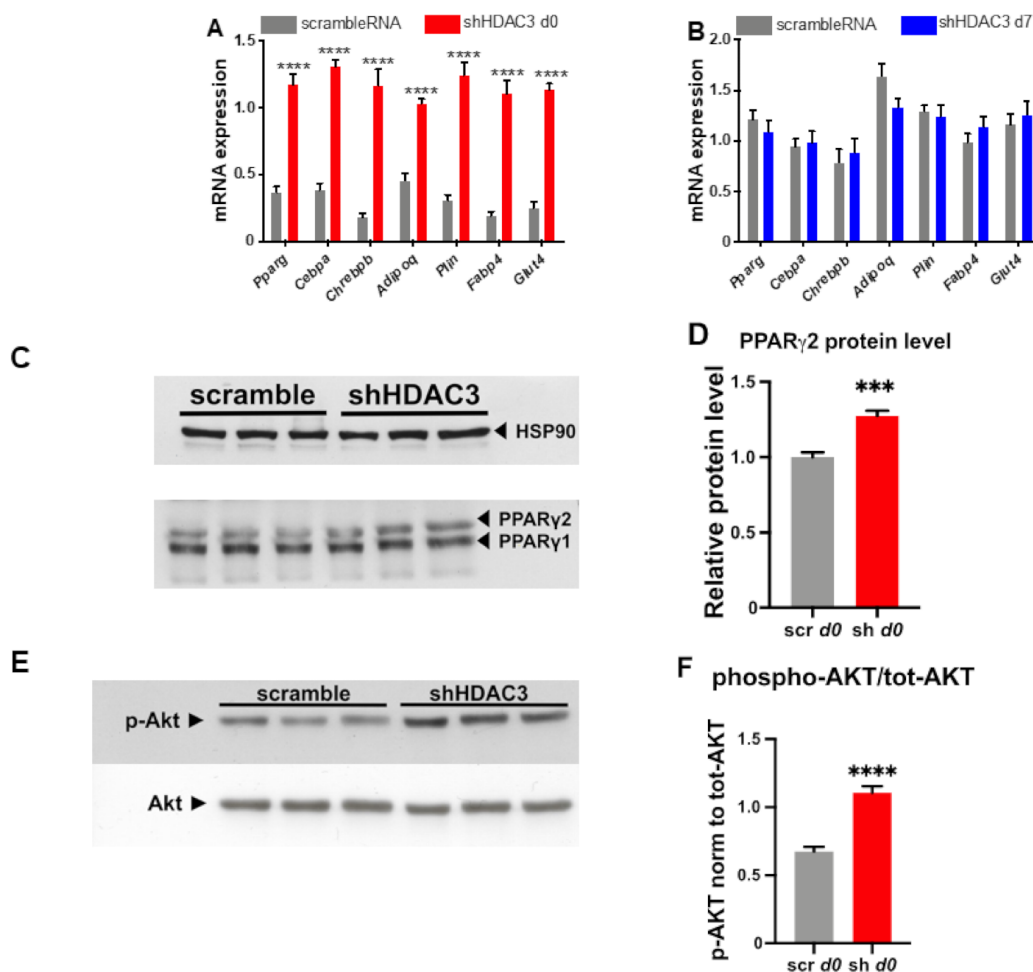 A
scrambleRNA
shHDAC3 d0
1.5
1.0
0.5
0
mRNA expression
****
****
****
****
****
****
****
Pparg
Cebpa
Chrebpb
Adipoq
Plin
Fabp4
Glut4
B
scrambleRNA
shHDAC3 d7
2.0
1.5
1.0
0.5
0
mRNA expression
Pparg
Cebpa
Chrebpb
Adipoq
Plin
Fabp4
Glut4
C
scramble
shHDAC3
HSP90
PPARγ2
PPARγ1
D
PPARγ2 protein level
Relative protein level
1.5
1.0
0.5
0
***
scr d0
sh d0
E
scramble
shHDAC3
p-Akt
Akt
F
phospho-AKT/tot-AKT
p-AKT norm to tot-AKT
1.5
1.0
0.5
0
****
scr d0
sh d0